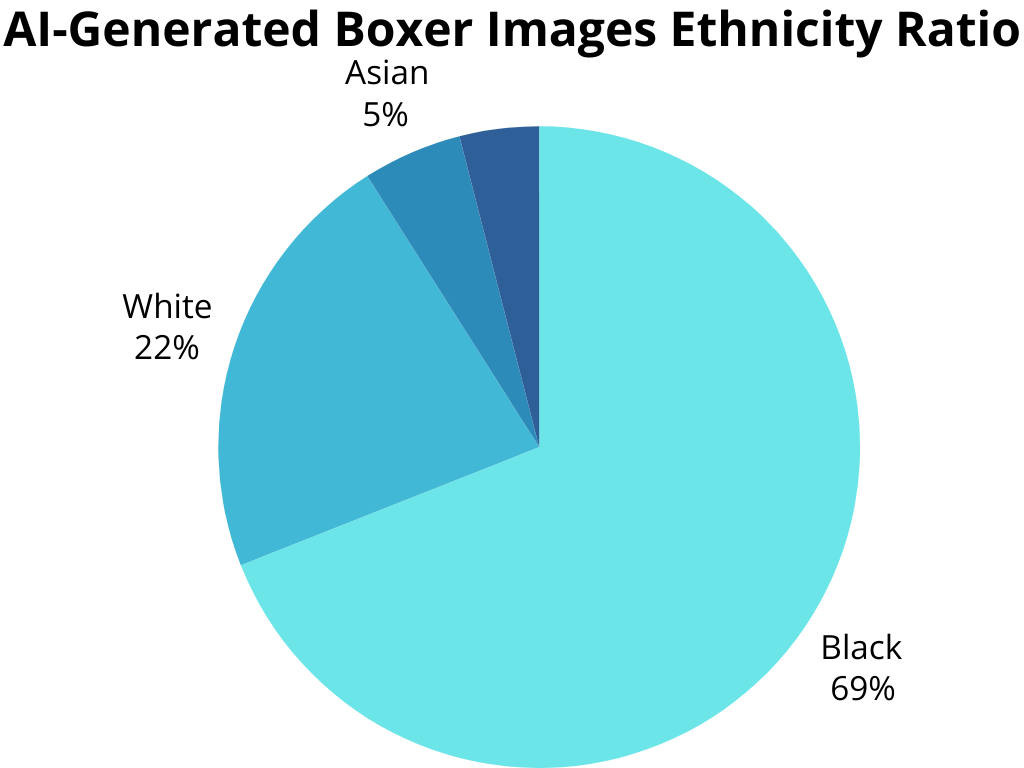 AI-Generated Boxer Images Ethnicity Ratio
Asian
5%
White
22%
Black
69%